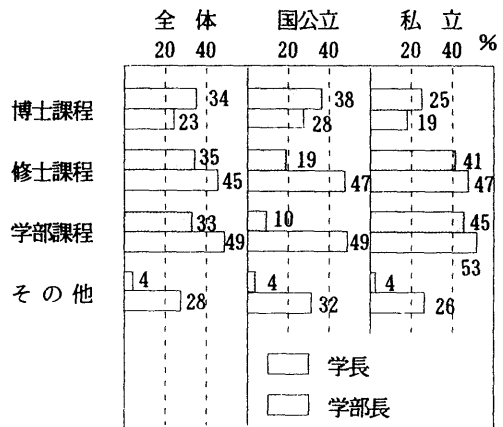 全体 国公立 私立
20 40 20 40 20 40 %
博士課程 34 38 25
23 28 19
修士課程 35 19 41
45 47 47
学部課程 33 10 45
49 49 53
その他 4 4 4
28 32 26
学長
学部長